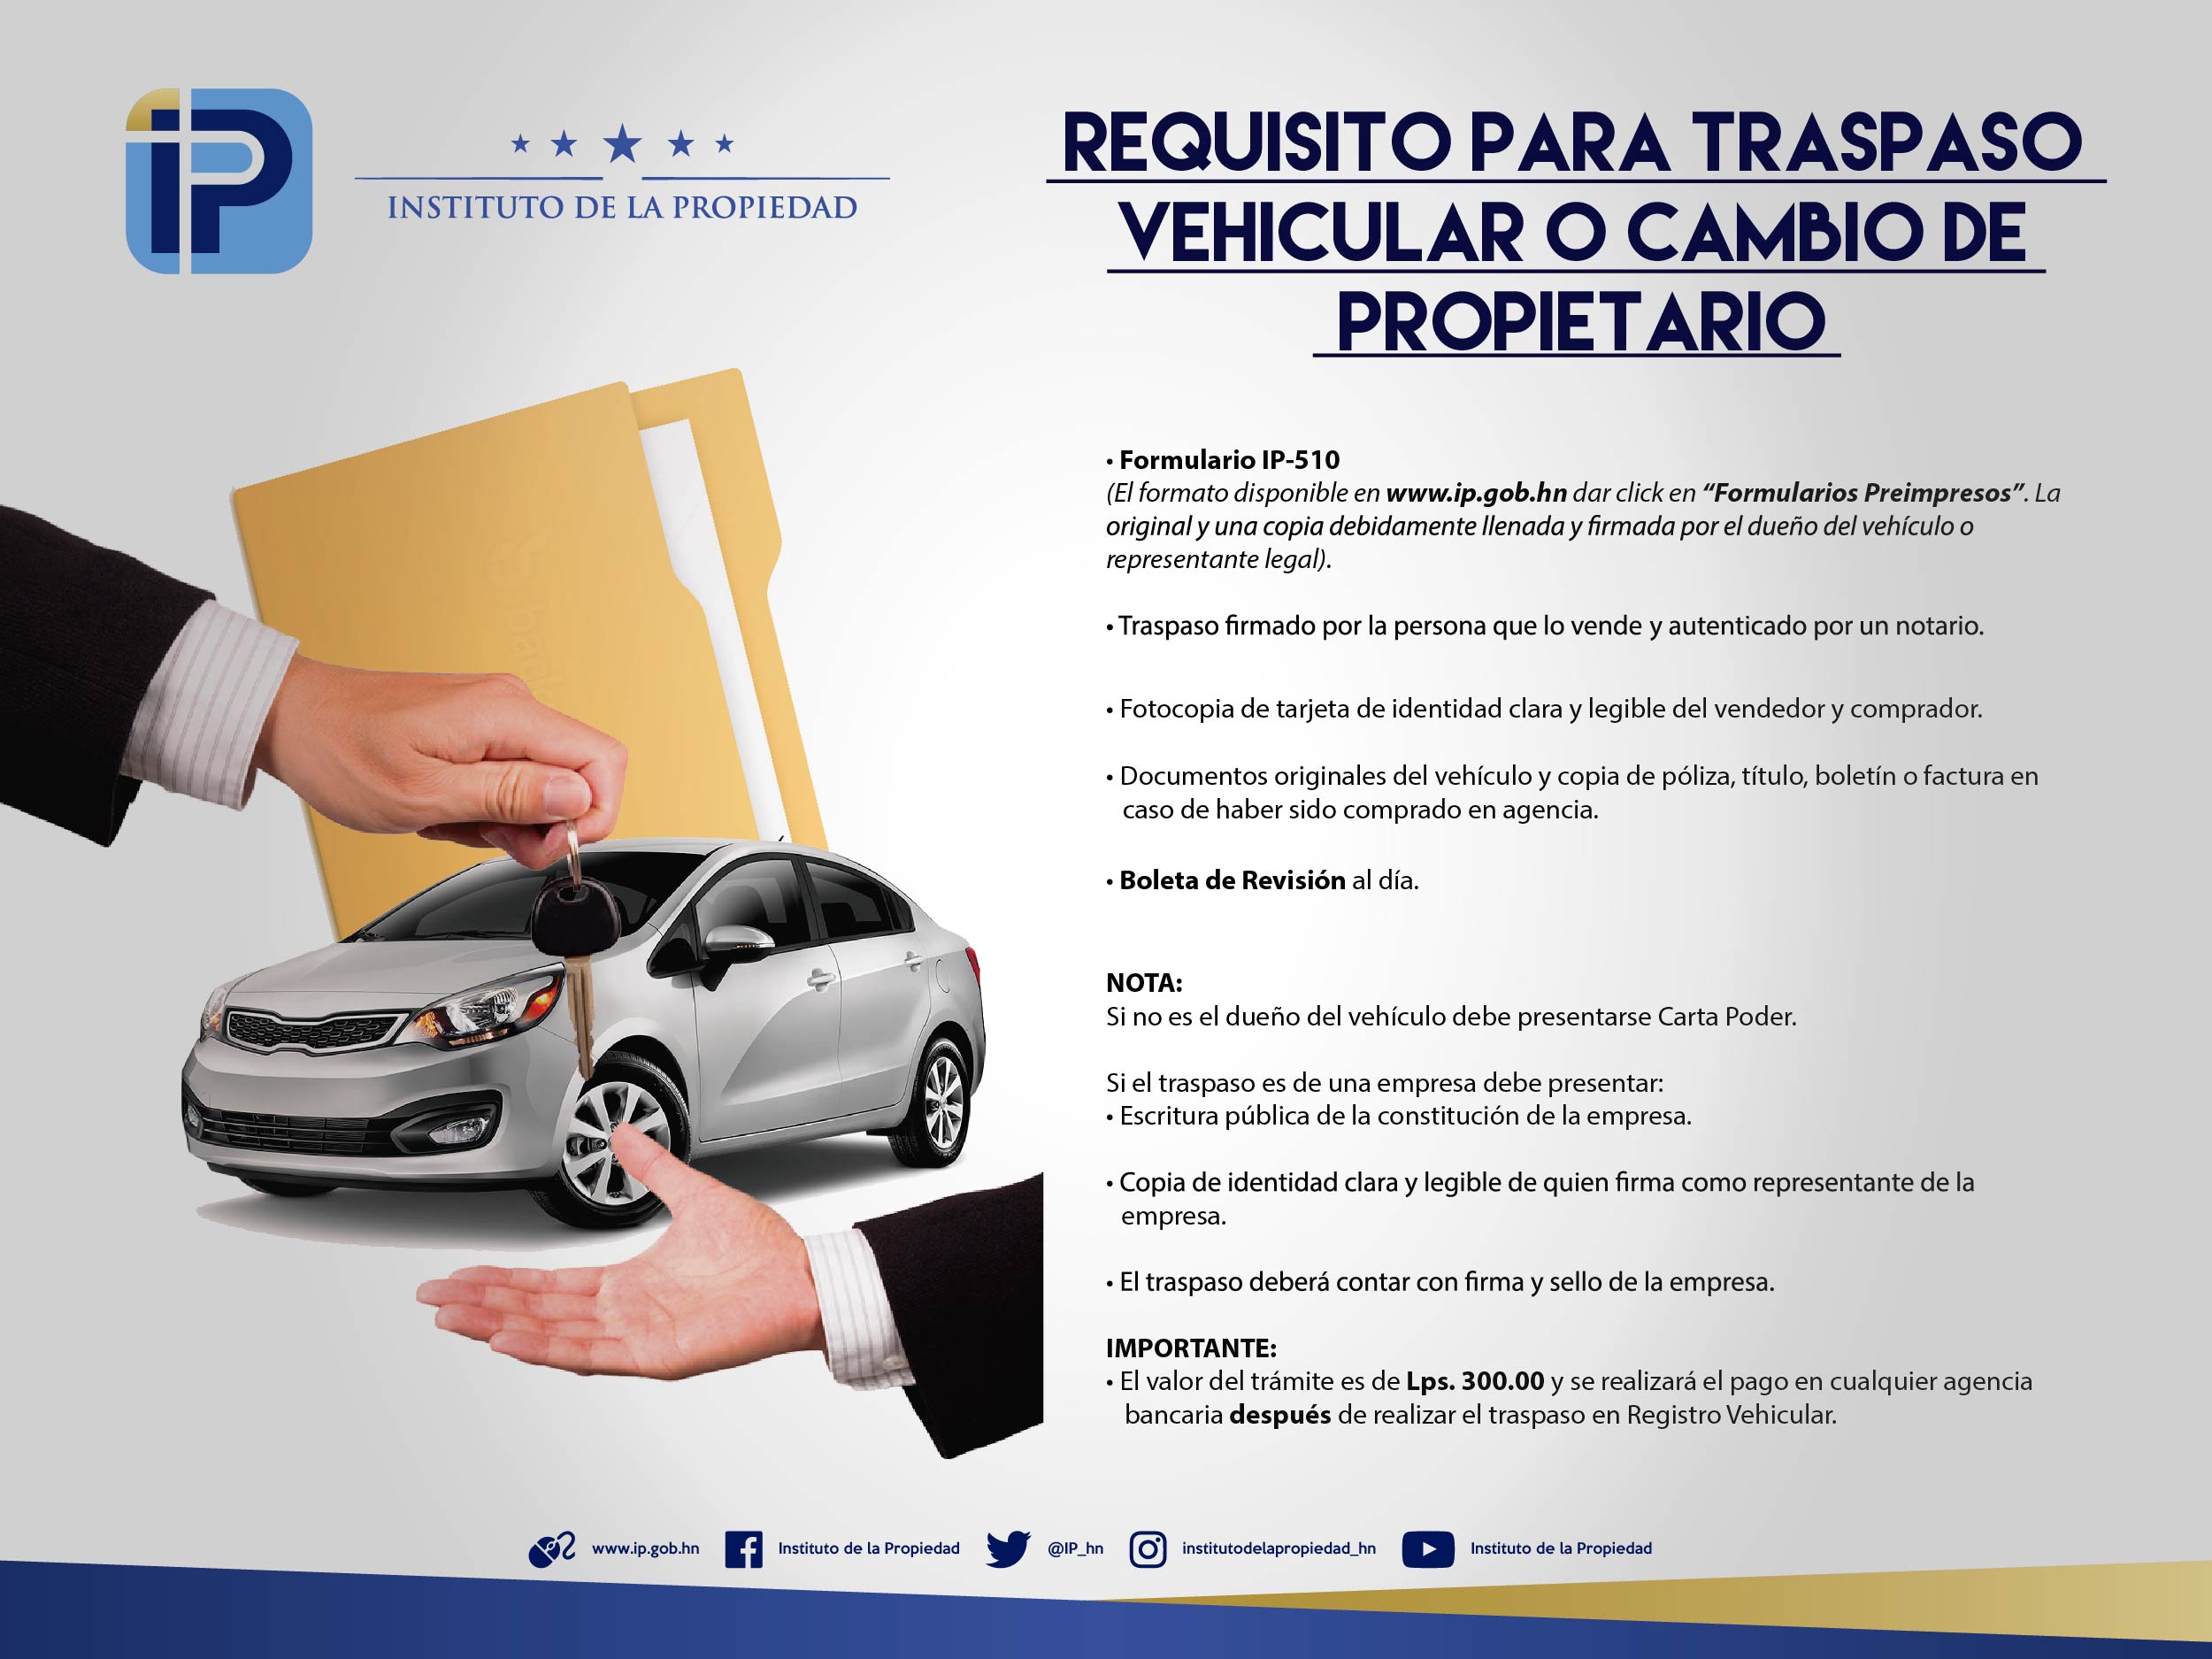 iP
INSTITUTO DE LA PROPIEDAD
REQUISITO PARA TRASPASO
VEHICULAR O CAMBIO DE
PROPIETARIO
• Formulario IP-510
(El formato disponible en www.ip.gob.hn dar click en “Formularios Preimpresos”. La
original y una copia debidamente llenada y firmada por el dueño del vehículo o
representante legal).
• Traspaso firmado por la persona que lo vende y autenticado por un notario.
• Fotocopia de tarjeta de identidad clara y legible del vendedor y comprador.
• Documentos originales del vehículo y copia de póliza, título, boletín o factura en
caso de haber sido comprado en agencia.
• Boleta de Revisión al día.
NOTA:
Si no es el dueño del vehículo debe presentarse Carta Poder.
Si el traspaso es de una empresa debe presentar:
• Escritura pública de la constitución de la empresa.
• Copia de identidad clara y legible de quien firma como representante de la
empresa.
• El traspaso deberá contar con firma y sello de la empresa.
IMPORTANTE:
• El valor del trámite es de Lps. 300.00 y se realizará el pago en cualquier agencia
bancaria después de realizar el traspaso en Registro Vehicular.
www.ip.gob.hn Instituto de la Propiedad @IP_hn institutodelapropiedad_hn Instituto de la Propiedad